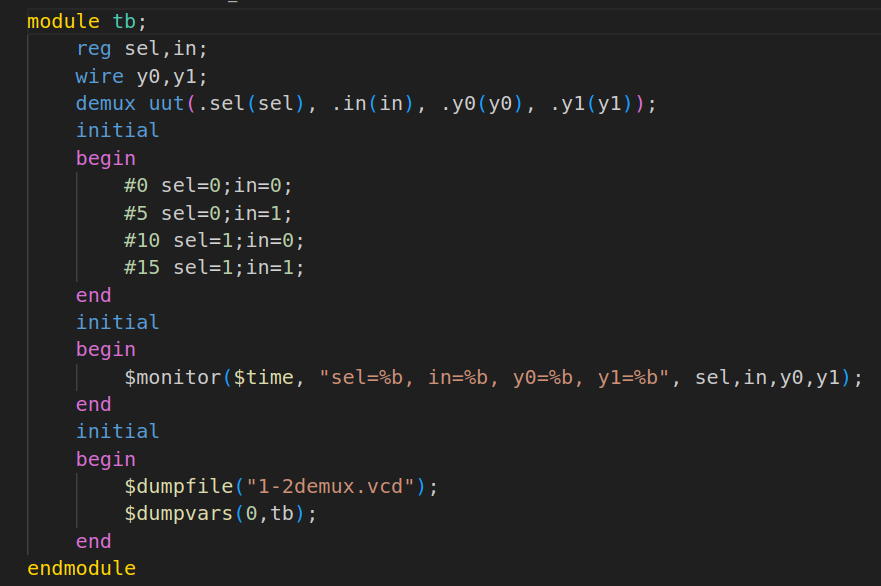 module tb;
reg sel,in;
wire y0,y1;
demux uut(.sel(sel), .in(in), .y0(y0), .y1(y1));
initial
begin
#0 sel=0;in=0;
#5 sel=0;in=1;
#10 sel=1;in=0;
#15 sel=1;in=1;
end
initial
begin
$monitor($time, "sel=%b, in=%b, y0=%b, y1=%b", sel,in,y0,y1);
end
initial
begin
$dumpfile("1-2demux.vcd");
$dumpvars(0,tb);
end
endmodule